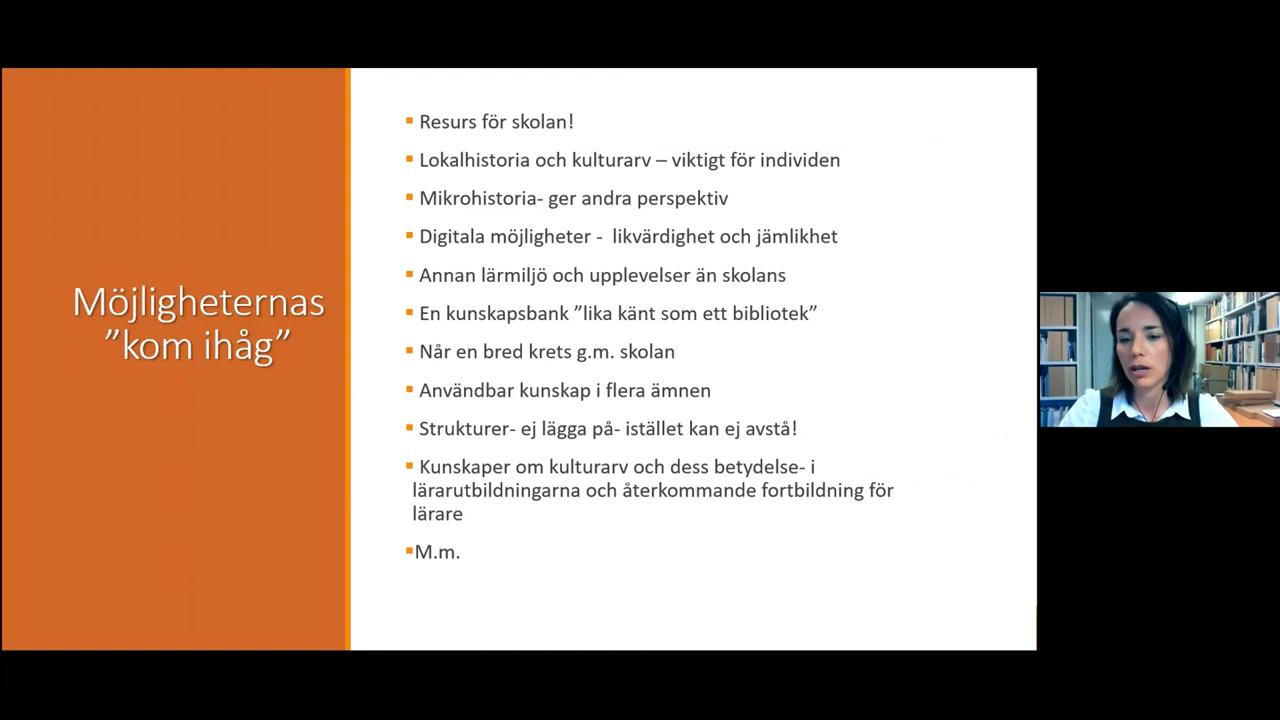 Möjligheternas
”kom ihåg”
▪ Resurs för skolan!
▪ Lokalhistoria och kulturarv – viktigt för individen
▪ Mikrohistoria- ger andra perspektiv
▪ Digitala möjligheter -  likvärdighet och jämlikhet
▪ Annan lärmiljö och upplevelser än skolans
▪ En kunskapsbank ”lika känt som ett bibliotek”
▪ Når en bred krets g.m. skolan
▪ Användbar kunskap i flera ämnen
▪ Strukturer- ej lägga på- istället kan ej avstå!
▪ Kunskaper om kulturarv och dess betydelse- i
lärarutbildningarna och återkommande fortbildning för
lärare
▪M.m.